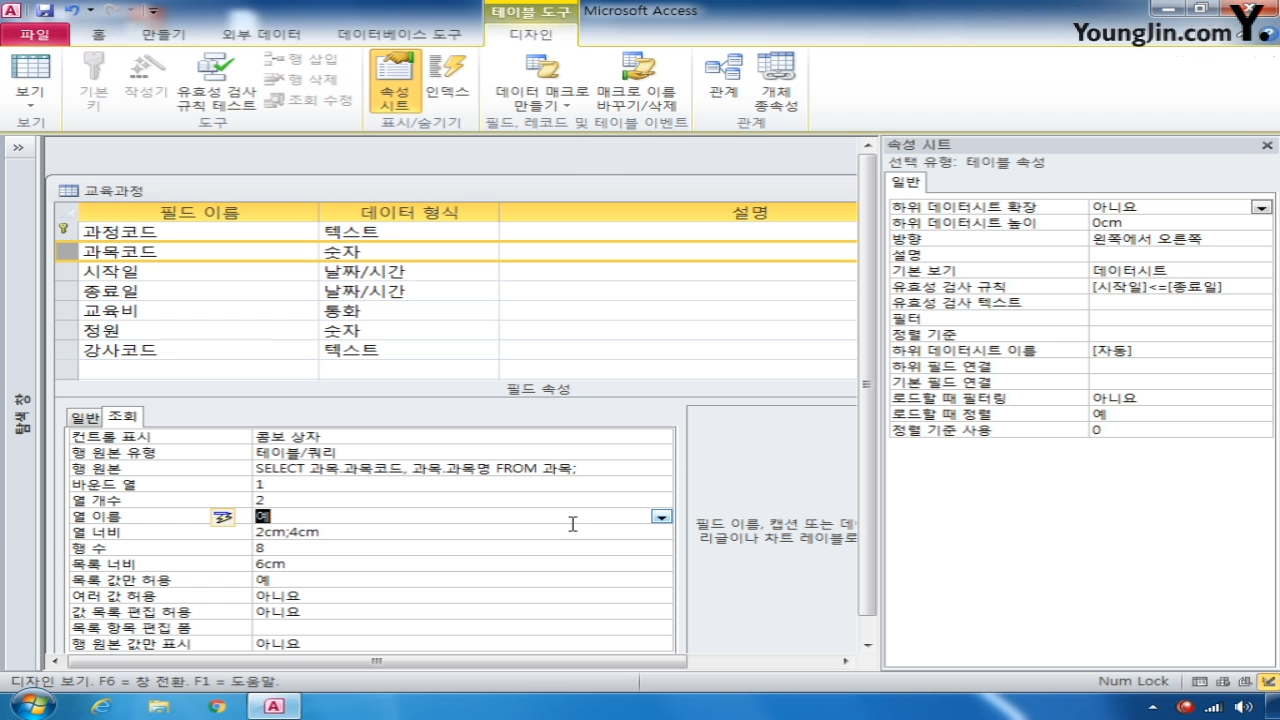 테이블 도구 Microsoft Access
파일 홈 만들기 외부 데이터 데이터베이스 도구 디자인
YoungJin.com Y.
보기 기본 키 작성기 유효성 검사 규칙 테스트 행 삽입 행 삭제 조회 수정 속성 시트 인덱스 데이터 매크로 만들기 매크로 이름 바꾸기/삭제 관계 개체 종속성
보기 도구 표시/숨기기 필드, 레코드 및 테이블 이벤트 관계
탐색 창
교육과정
필드 이름 데이터 형식 설명
과정코드 텍스트
과목코드 숫자
시작일 날짜/시간
종료일 날짜/시간
교육비 통화
정원 숫자
강사코드 텍스트
필드 속성
일반 조회
컨트롤 표시 콤보 상자
행 원본 유형 테이블/쿼리
행 원본 SELECT 과목.과목코드, 과목.과목명 FROM 과목;
바운드 열 1
열 개수 2
열 이름 예
열 너비 2cm;4cm
행 수 8
목록 너비 6cm
목록 값만 허용 예
여러 값 허용 아니요
값 목록 편집 허용 아니요
목록 항목 편집 폼
행 원본 값만 표시 아니요
필드 이름, 캡션 또는 데
리글이나 차트 레이블로
속성 시트
선택 유형: 테이블 속성
일반
하위 데이터시트 확장 아니요
하위 데이터시트 높이 0cm
방향 왼쪽에서 오른쪽
설명
기본 보기 데이터시트
유효성 검사 규칙 [시작일]<=[종료일]
유효성 검사 텍스트
필터
정렬 기준
하위 데이터시트 이름 [자동]
하위 필드 연결
기본 필드 연결
로드할 때 필터링 아니요
로드할 때 정렬 예
정렬 기준 사용 0
디자인 보기. F6 = 창 전환. F1 = 도움말. Num Lock